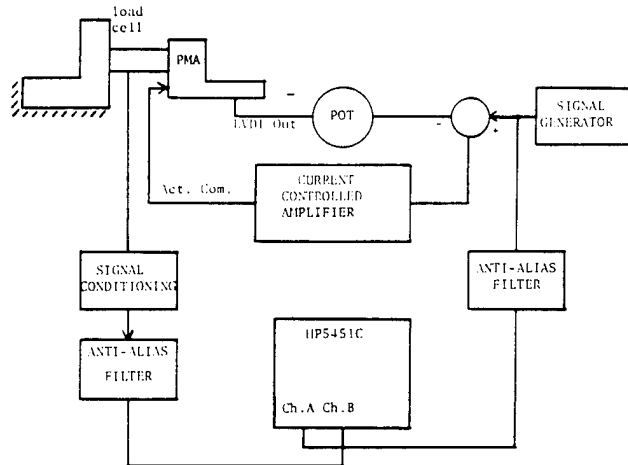 load
cell
PMA
-
LVDT Out
POT
-
+
SIGNAL
GENERATOR
Act. Com.
CURRENT
CONTROLLED
AMPLIFIER
SIGNAL
CONDITIONING
ANTI-ALIAS
FILTER
ANTI-ALIAS
FILTER
HP5451C
Ch.A Ch.B